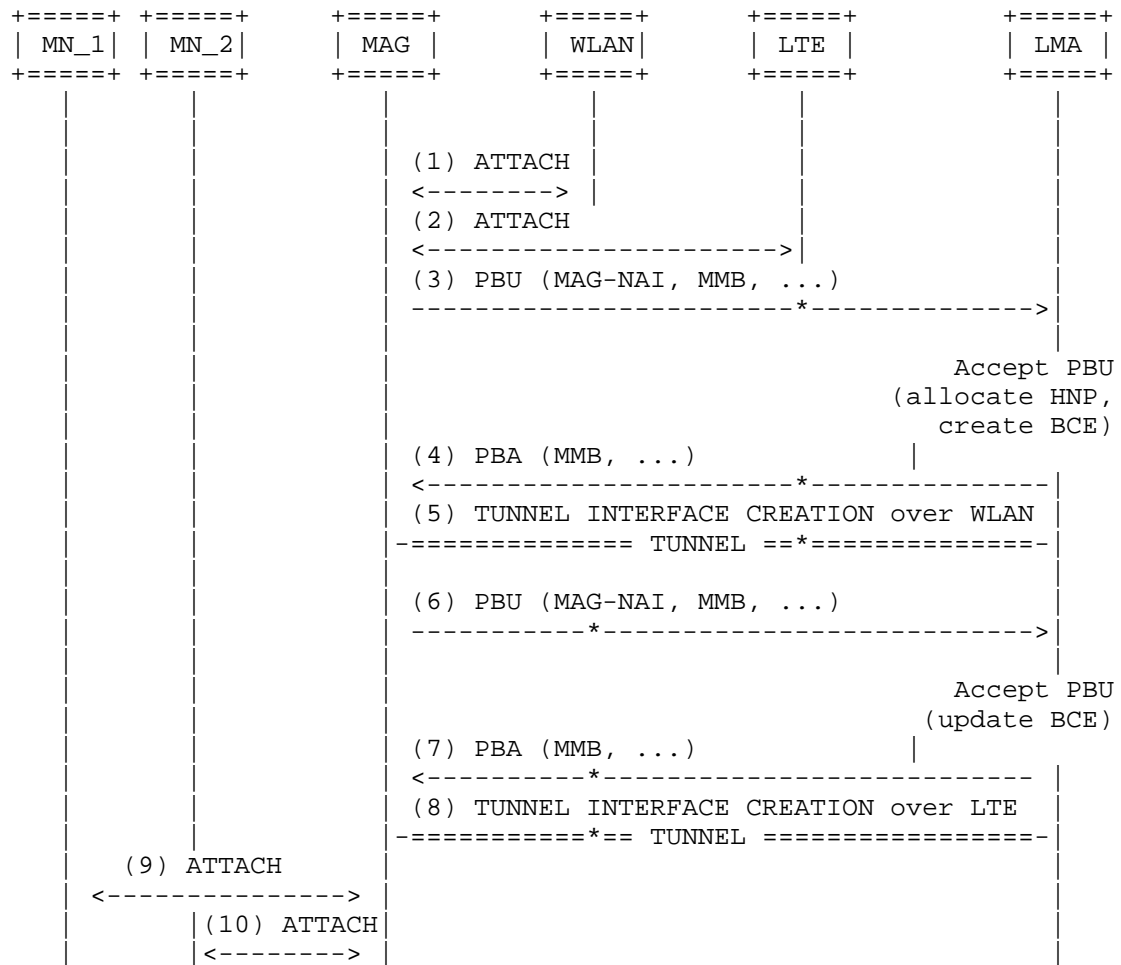 MN_1 MN_2 MAG WLAN LTE LMA
(1) ATTACH
(2) ATTACH
(3) PBU (MAG-NAI, MMB, ...)
Accept PBU
(allocate HNP,
create BCE)
(4) PBA (MMB, ...)
(5) TUNNEL INTERFACE CREATION over WLAN
TUNNEL
(6) PBU (MAG-NAI, MMB, ...)
Accept PBU
(update BCE)
(7) PBA (MMB, ...)
(8) TUNNEL INTERFACE CREATION over LTE
TUNNEL
(9) ATTACH
(10) ATTACH